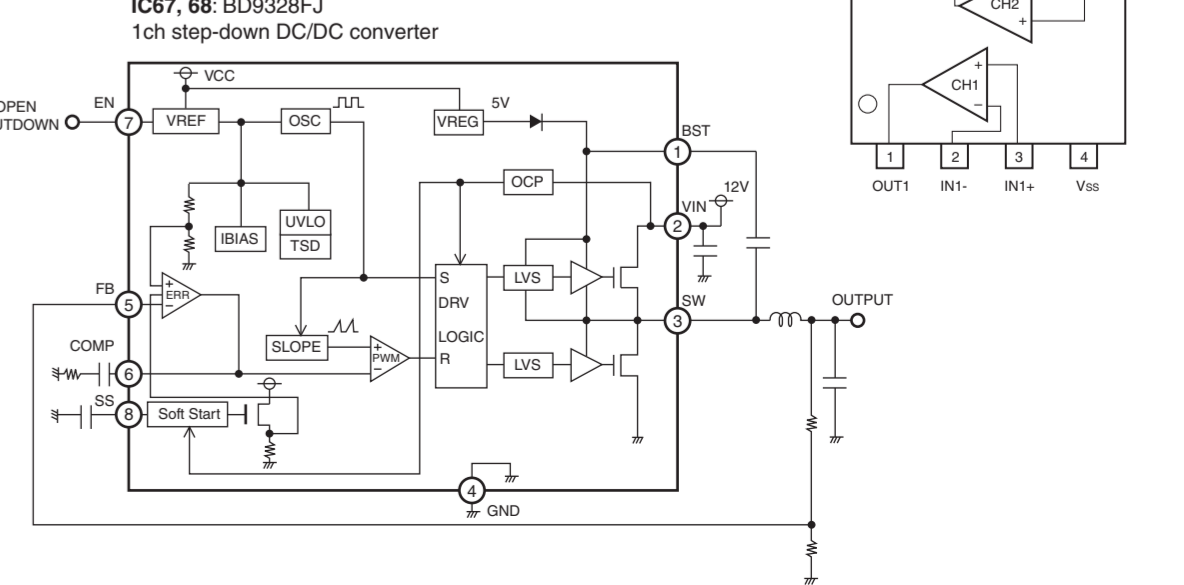 IC67, 68: BD9328FJ
1ch step-down DC/DC converter
VCC
OPEN
EN
7
VREF
OSC
VREG
5V
BST
1
OCP
12V
VIN
2
IBIAS
UVLO
TSD
FB
5
+
ERR
−
S
DRV
LOGIC
R
LVS
LVS
SW
3
OUTPUT
SLOPE
+
PWM
−
COMP
6
SS
8
Soft Start
4
GND
CH2
+
+
CH1
−
1
2
3
4
OUT1
IN1-
IN1+
Vss